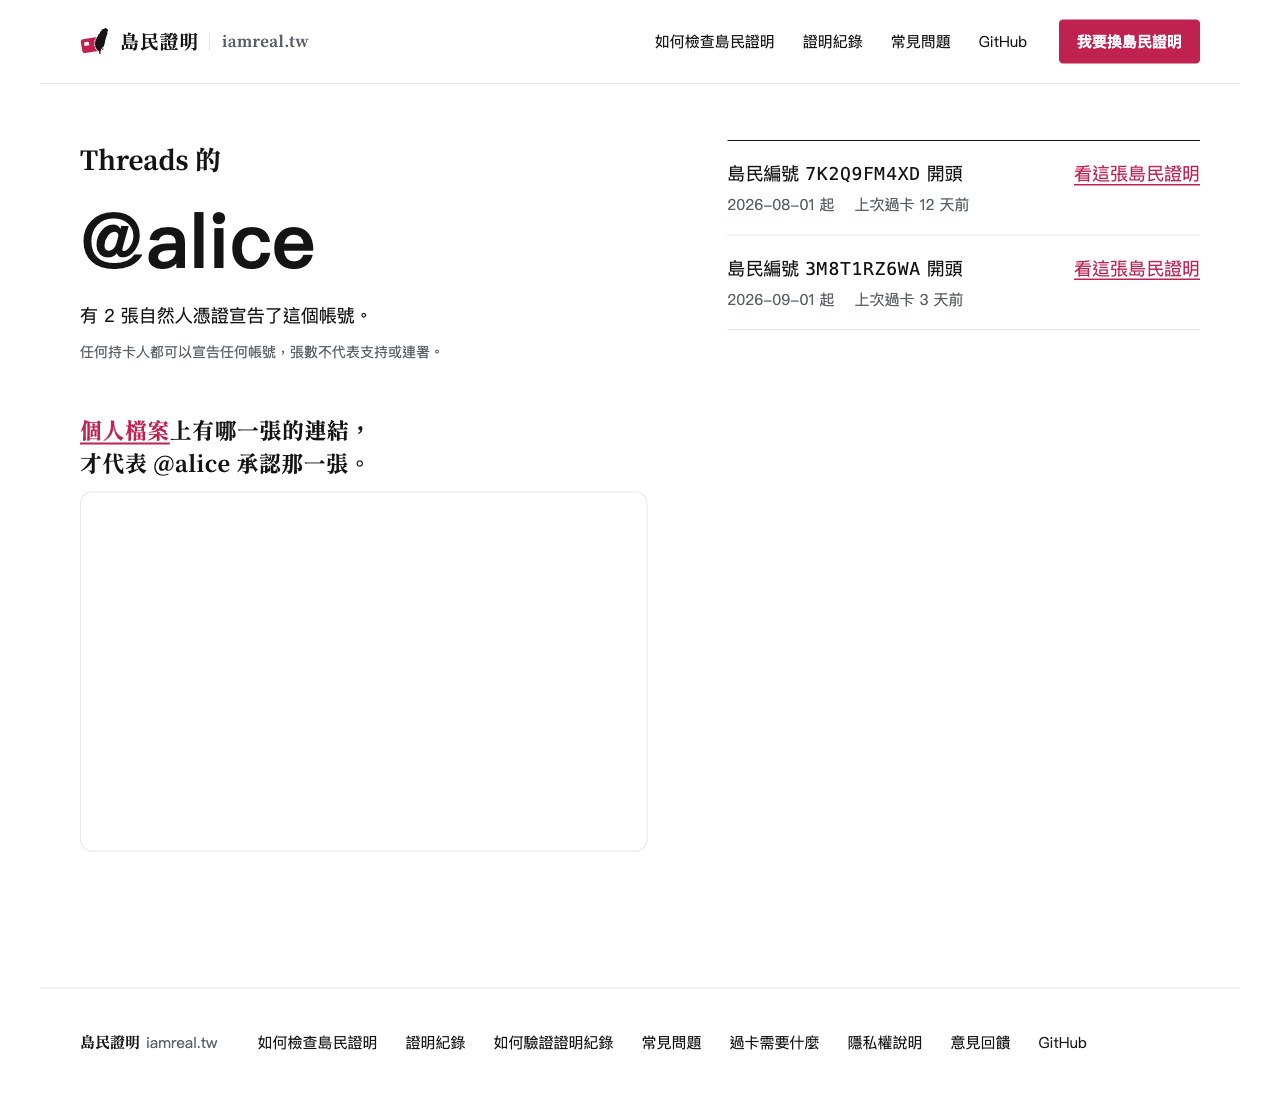 島民證明 iamreal.tw
如何檢查島民證明 證明紀錄 常見問題 GitHub 我要換島民證明
Threads 的
@alice
有 2 張自然人憑證宣告了這個帳號。
任何持卡人都可以宣告任何帳號，張數不代表支持或連署。
個人檔案上有哪一張的連結，
才代表 @alice 承認那一張。
島民編號 7K2Q9FM4XD 開頭 看這張島民證明
2026–08–01 起 上次過卡 12 天前
島民編號 3M8T1RZ6WA 開頭 看這張島民證明
2026–09–01 起 上次過卡 3 天前
島民證明 iamreal.tw 如何檢查島民證明 證明紀錄 如何驗證證明紀錄 常見問題 過卡需要什麼 隱私權說明 意見回饋 GitHub